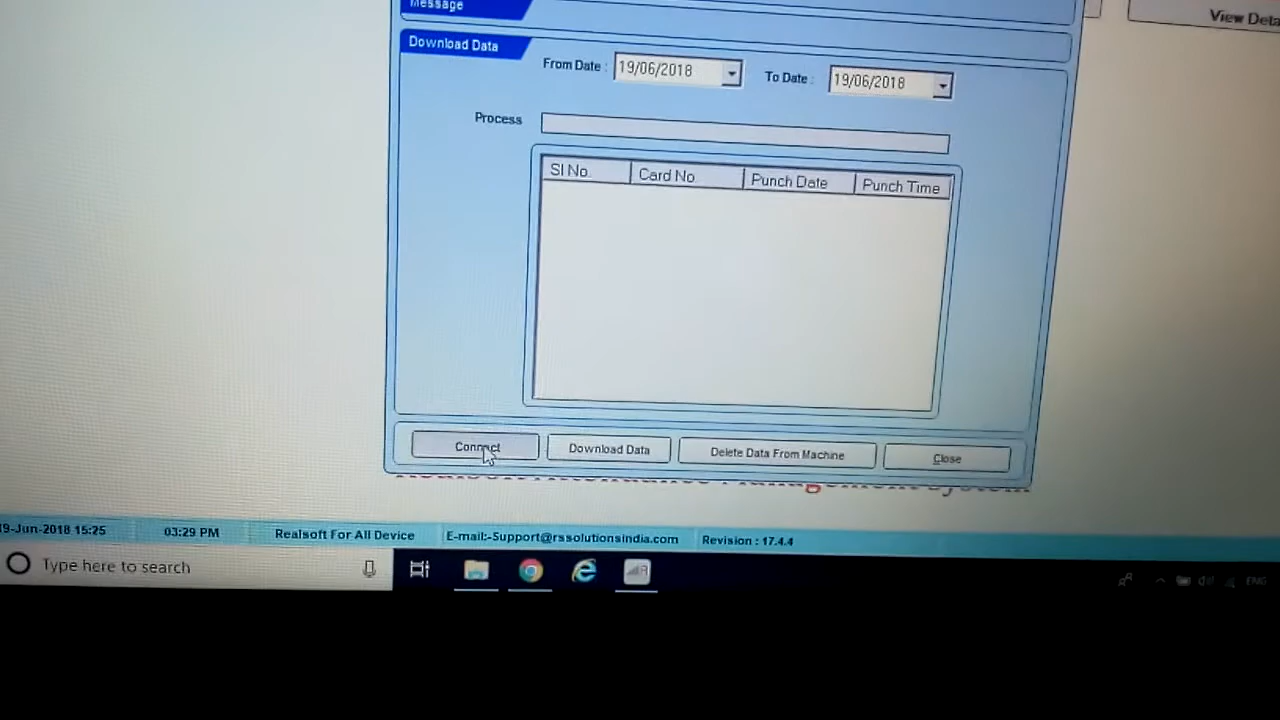 Message
View Deta
Download Data
From Date : 19/06/2018 To Date : 19/06/2018
Process
Sl No. Card No Punch Date Punch Time
Connect Download Data Delete Data From Machine Close
9-Jun-2018 15:25 03:29 PM Realsoft For All Device E-mail:-Support@rssolutionsindia.com Revision : 17.4.4
Type here to search
ENG